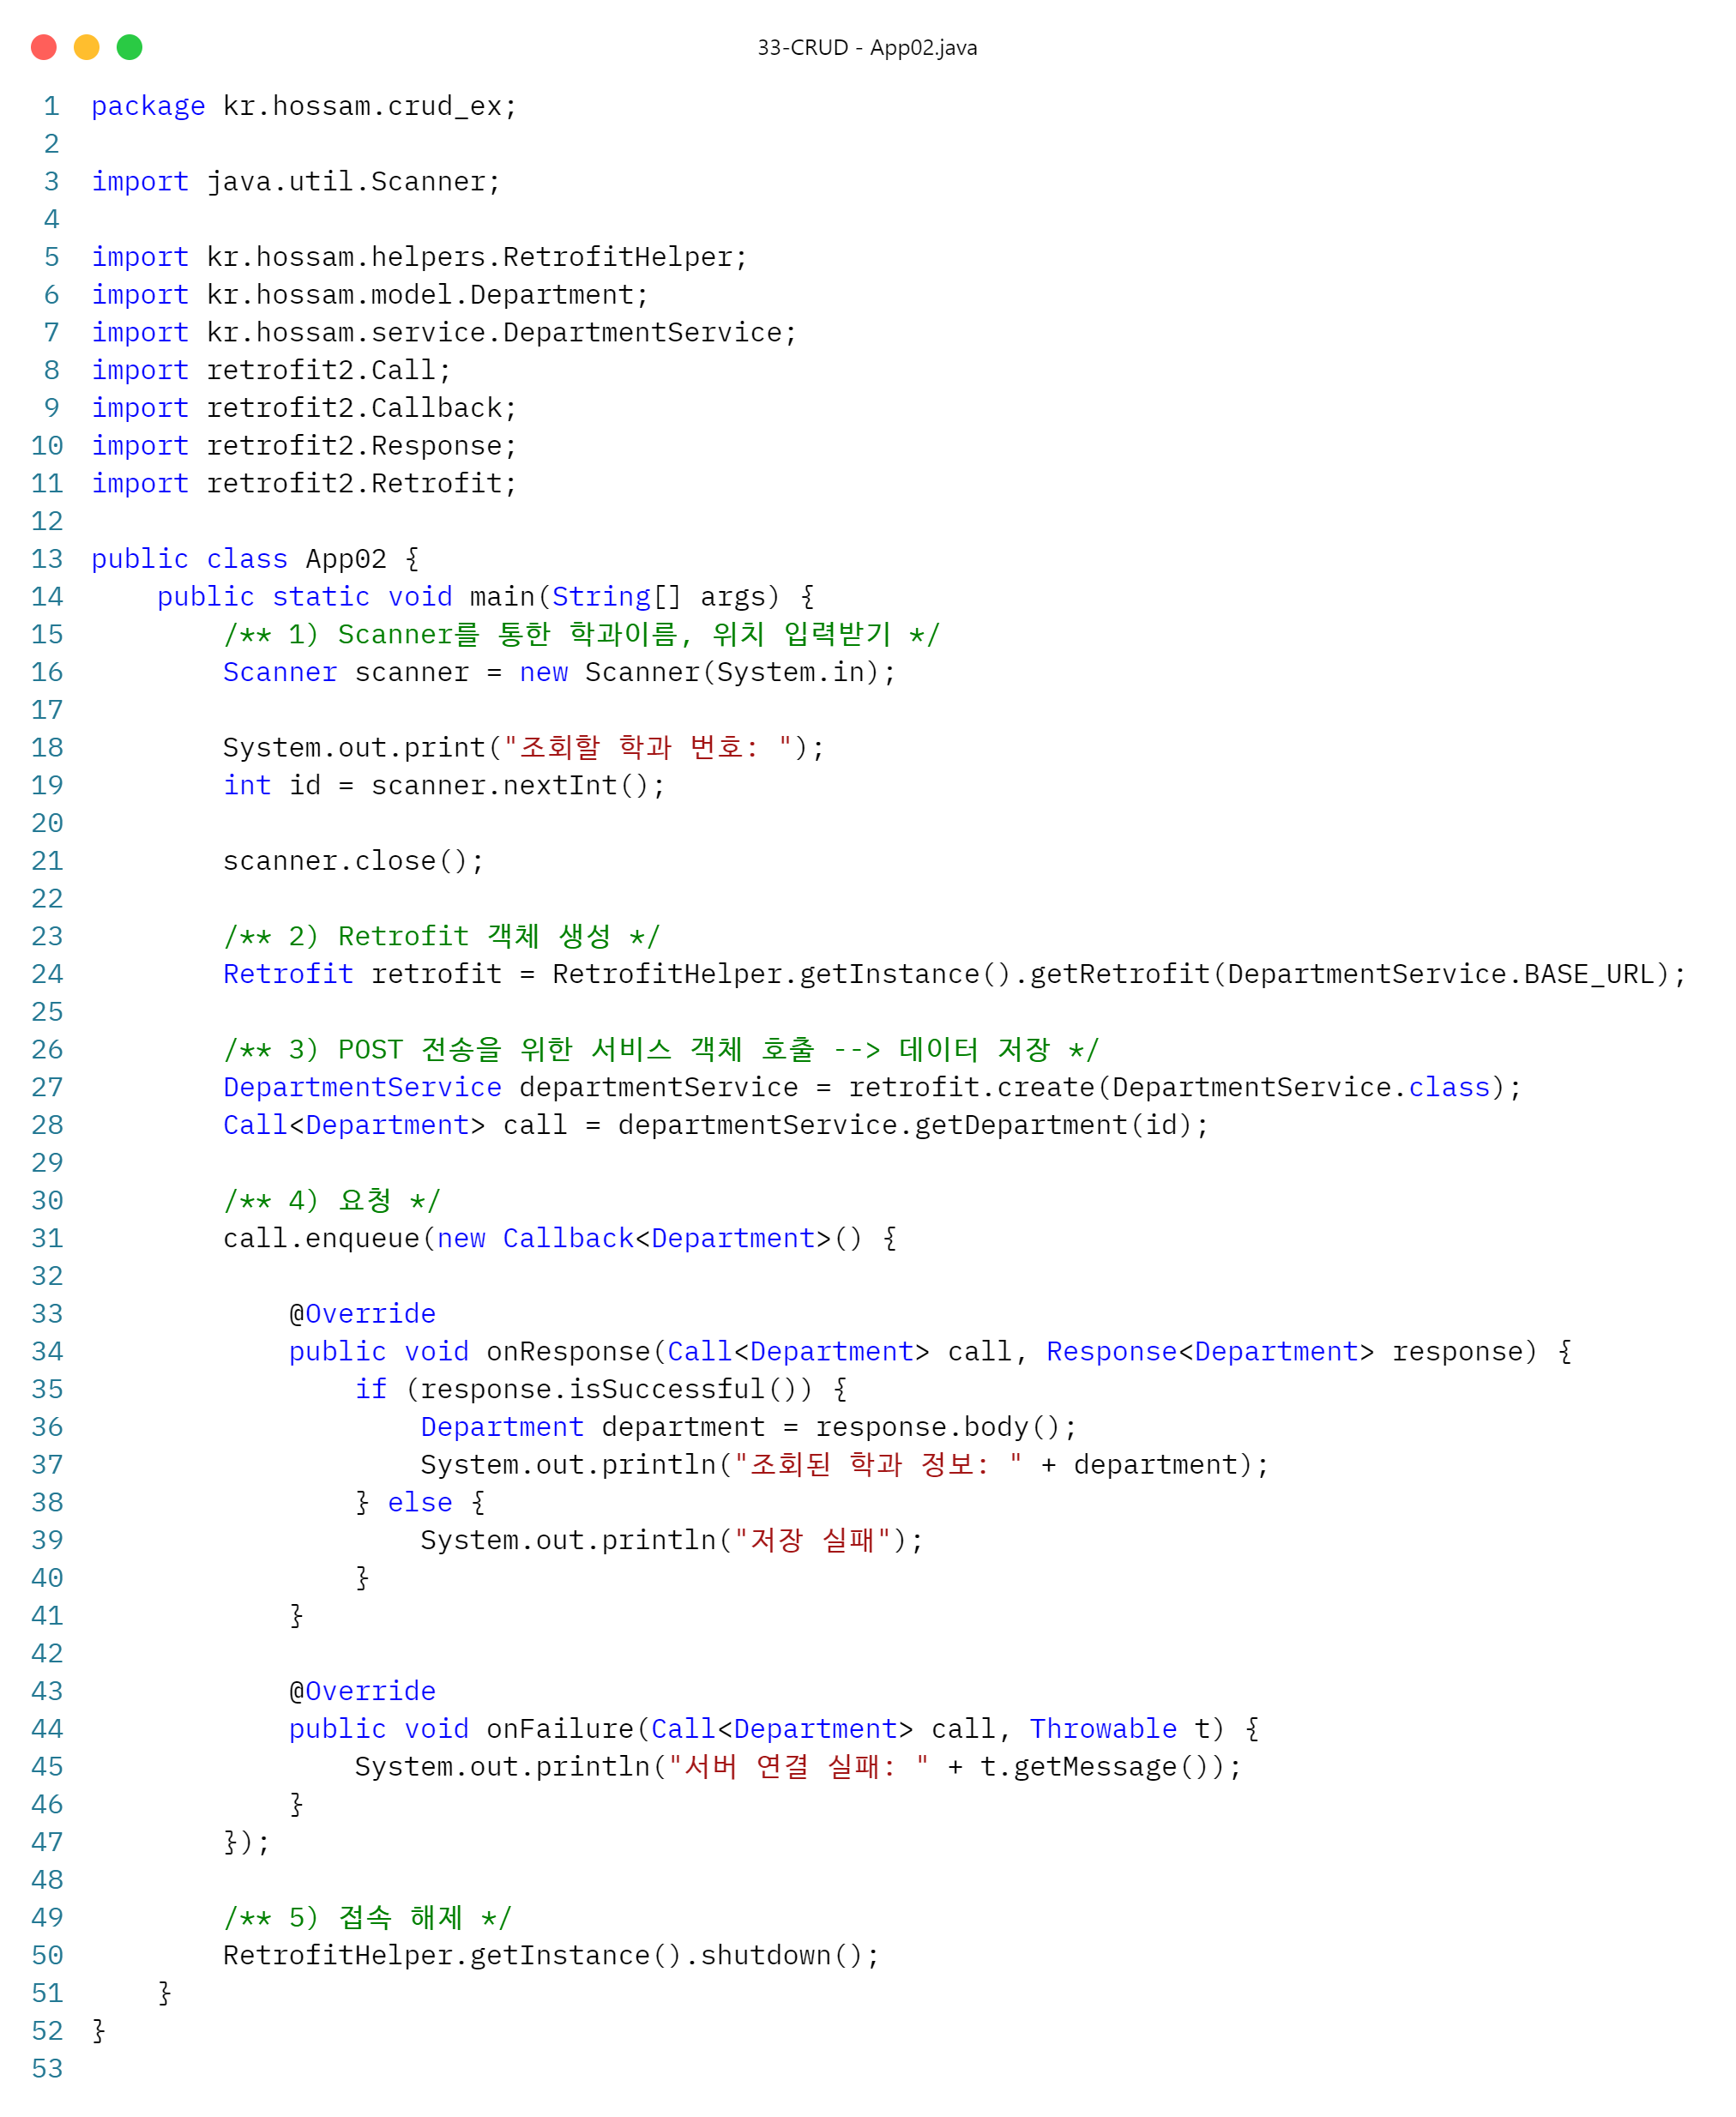 33-CRUD - App02.java
1 package kr.hossam.crud_ex;
2
3 import java.util.Scanner;
4
5 import kr.hossam.helpers.RetrofitHelper;
6 import kr.hossam.model.Department;
7 import kr.hossam.service.DepartmentService;
8 import retrofit2.Call;
9 import retrofit2.Callback;
10 import retrofit2.Response;
11 import retrofit2.Retrofit;
12
13 public class App02 {
14     public static void main(String[] args) {
15         /** 1) Scanner를 통한 학과이름, 위치 입력받기 */
16         Scanner scanner = new Scanner(System.in);
17
18         System.out.print("조회할 학과 번호: ");
19         int id = scanner.nextInt();
20
21         scanner.close();
22
23         /** 2) Retrofit 객체 생성 */
24         Retrofit retrofit = RetrofitHelper.getInstance().getRetrofit(DepartmentService.BASE_URL);
25
26         /** 3) POST 전송을 위한 서비스 객체 호출 --> 데이터 저장 */
27         DepartmentService departmentService = retrofit.create(DepartmentService.class);
28         Call<Department> call = departmentService.getDepartment(id);
29
30         /** 4) 요청 */
31         call.enqueue(new Callback<Department>() {
32
33             @Override
34             public void onResponse(Call<Department> call, Response<Department> response) {
35                 if (response.isSuccessful()) {
36                     Department department = response.body();
37                     System.out.println("조회된 학과 정보: " + department);
38                 } else {
39                     System.out.println("저장 실패");
40                 }
41             }
42
43             @Override
44             public void onFailure(Call<Department> call, Throwable t) {
45                 System.out.println("서버 연결 실패: " + t.getMessage());
46             }
47         });
48
49         /** 5) 접속 해제 */
50         RetrofitHelper.getInstance().shutdown();
51     }
52 }
53